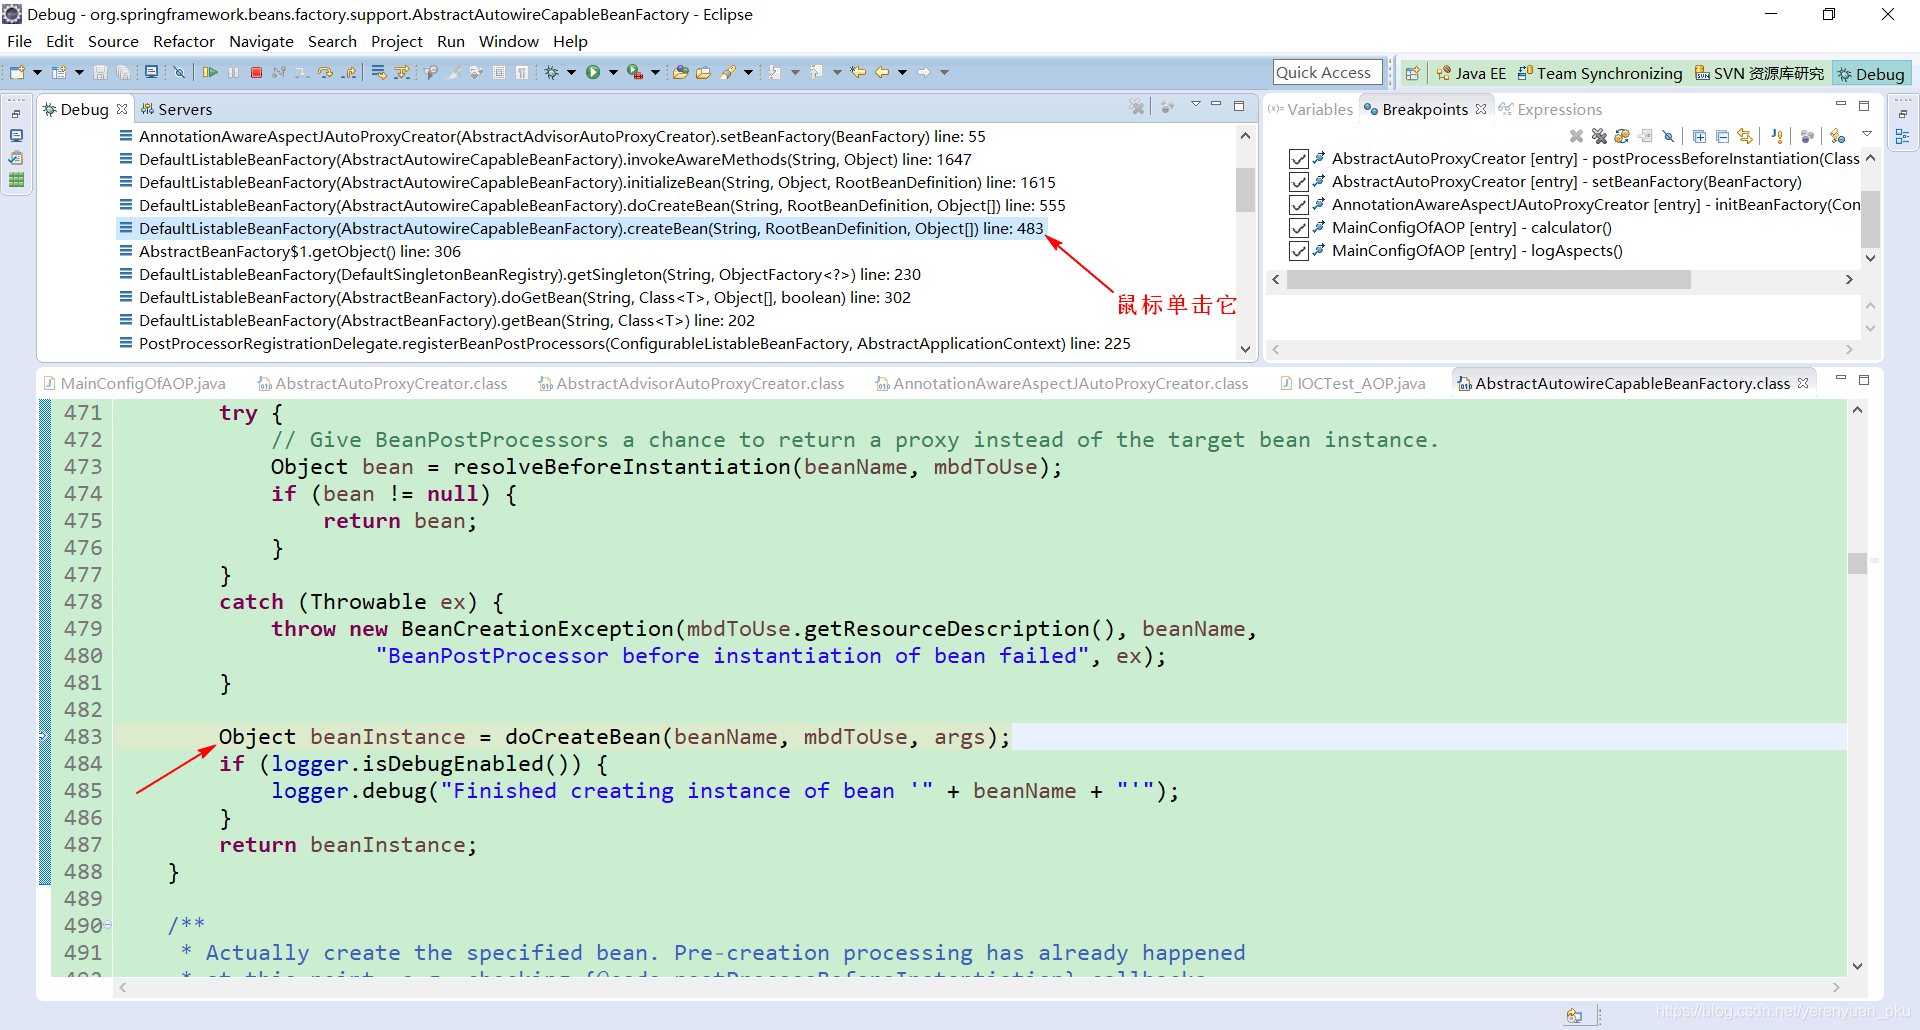 Debug - org.springframework.beans.factory.support.AbstractAutowireCapableBeanFactory - Eclipse
File Edit Source Refactor Navigate Search Project Run Window Help
Quick Access Java EE Team Synchronizing SVN 资源库研究 Debug
Debug Servers
AnnotationAwareAspectJAutoProxyCreator(AbstractAdvisorAutoProxyCreator).setBeanFactory(BeanFactory) line: 55
DefaultListableBeanFactory(AbstractAutowireCapableBeanFactory).invokeAwareMethods(String, Object) line: 1647
DefaultListableBeanFactory(AbstractAutowireCapableBeanFactory).initializeBean(String, Object, RootBeanDefinition) line: 1615
DefaultListableBeanFactory(AbstractAutowireCapableBeanFactory).doCreateBean(String, RootBeanDefinition, Object[]) line: 555
DefaultListableBeanFactory(AbstractAutowireCapableBeanFactory).createBean(String, RootBeanDefinition, Object[]) line: 483
AbstractBeanFactory$1.getObject() line: 306
DefaultListableBeanFactory(DefaultSingletonBeanRegistry).getSingleton(String, ObjectFactory<?>) line: 230
DefaultListableBeanFactory(AbstractBeanFactory).doGetBean(String, Class<T>, Object[], boolean) line: 302
DefaultListableBeanFactory(AbstractBeanFactory).getBean(String, Class<T>) line: 202
PostProcessorRegistrationDelegate.registerBeanPostProcessors(ConfigurableListableBeanFactory, AbstractApplicationContext) line: 225
鼠标单击它
(x)= Variables Breakpoints Expressions
AbstractAutoProxyCreator [entry] - postProcessBeforeInstantiation(Class
AbstractAutoProxyCreator [entry] - setBeanFactory(BeanFactory)
AnnotationAwareAspectJAutoProxyCreator [entry] - initBeanFactory(Con
MainConfigOfAOP [entry] - calculator()
MainConfigOfAOP [entry] - logAspects()
MainConfigOfAOP.java AbstractAutoProxyCreator.class AbstractAdvisorAutoProxyCreator.class AnnotationAwareAspectJAutoProxyCreator.class IOCTest_AOP.java AbstractAutowireCapableBeanFactory.class
471 try {
472 // Give BeanPostProcessors a chance to return a proxy instead of the target bean instance.
473 Object bean = resolveBeforeInstantiation(beanName, mbdToUse);
474 if (bean != null) {
475 return bean;
476 }
477 }
478 catch (Throwable ex) {
479 throw new BeanCreationException(mbdToUse.getResourceDescription(), beanName,
480 "BeanPostProcessor before instantiation of bean failed", ex);
481 }
482
483 Object beanInstance = doCreateBean(beanName, mbdToUse, args);
484 if (logger.isDebugEnabled()) {
485 logger.debug("Finished creating instance of bean '" + beanName + "'");
486 }
487 return beanInstance;
488 }
489
490 /**
491 * Actually create the specified bean. Pre-creation processing has already happened
492 * at this point, e.g. checking {@code postProcessBeforeInstantiation} callbacks.
https://blog.csdn.net/yerenyuan_pku